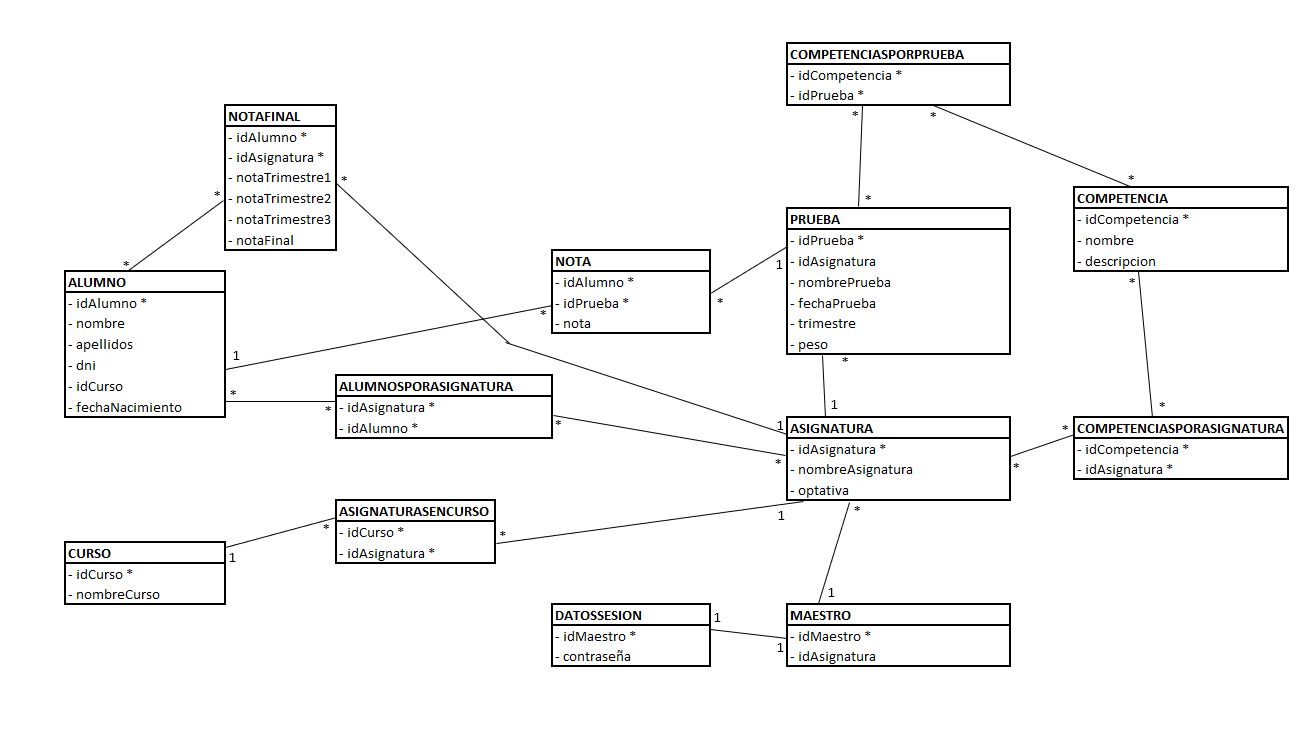 COMPETENCIASPORPRUEBA
- idCompetencia *
- idPrueba *
* *
NOTAFINAL
- idAlumno *
- idAsignatura *
- notaTrimestre1
- notaTrimestre2
- notaTrimestre3
- notaFinal
* *
*
COMPETENCIA
- idCompetencia *
- nombre
- descripcion
* *
*
PRUEBA
- idPrueba *
- idAsignatura
- nombrePrueba
- fechaPrueba
- trimestre
- peso
1 *
*
NOTA
- idAlumno *
- idPrueba *
- nota
* *
ALUMNO
- idAlumno *
- nombre
- apellidos
- dni
- idCurso
- fechaNacimiento
1
*
ALUMNOSPORASIGNATURA
- idAsignatura *
- idAlumno *
* *
1
1 *
ASIGNATURA
- idAsignatura *
- nombreAsignatura
- optativa
* *
1 *
COMPETENCIASPORASIGNATURA
- idCompetencia *
- idAsignatura *
*
ASIGNATURASENCURSO
- idCurso *
- idAsignatura *
* *
CURSO
- idCurso *
- nombreCurso
1
DATOSSESION
- idMaestro *
- contraseña
1 1
1
MAESTRO
- idMaestro *
- idAsignatura